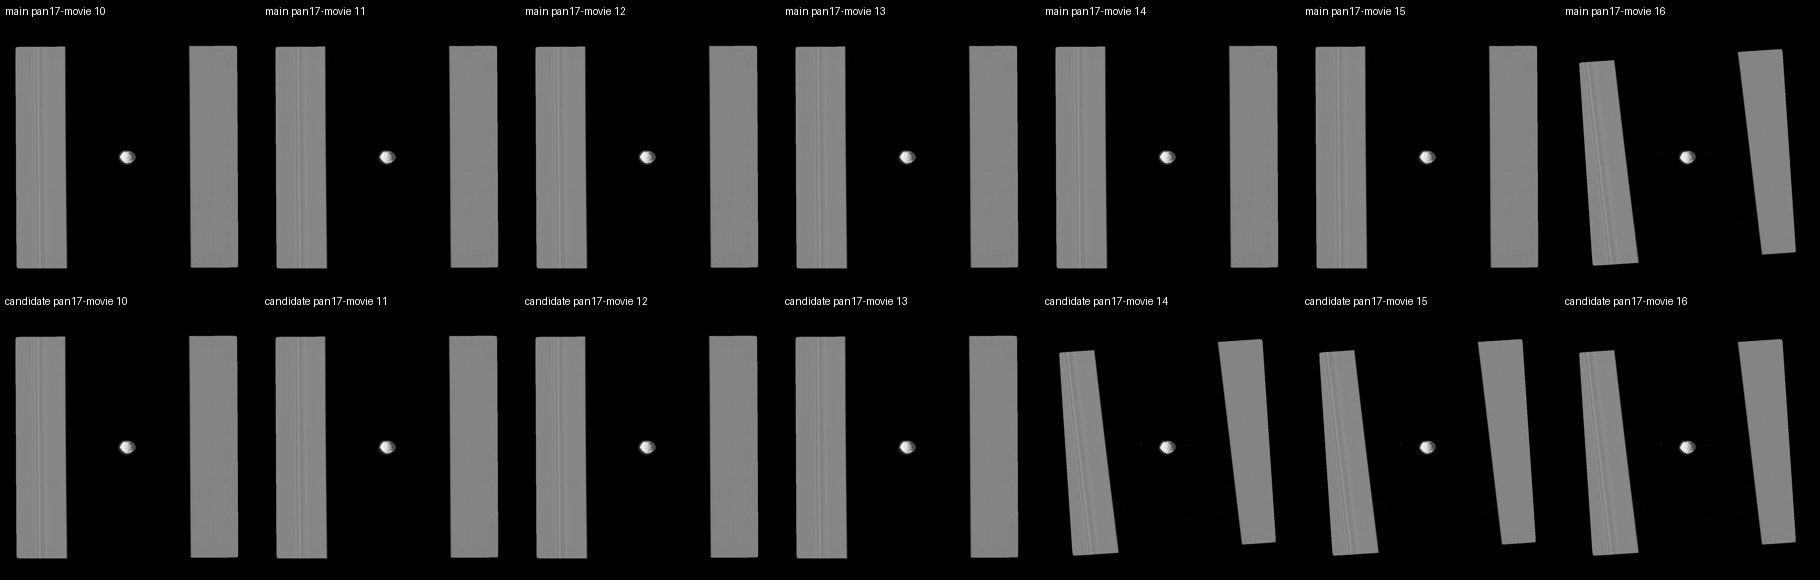 main pan17-movie 10
main pan17-movie 11
main pan17-movie 12
main pan17-movie 13
main pan17-movie 14
main pan17-movie 15
main pan17-movie 16
candidate pan17-movie 10
candidate pan17-movie 11
candidate pan17-movie 12
candidate pan17-movie 13
candidate pan17-movie 14
candidate pan17-movie 15
candidate pan17-movie 16